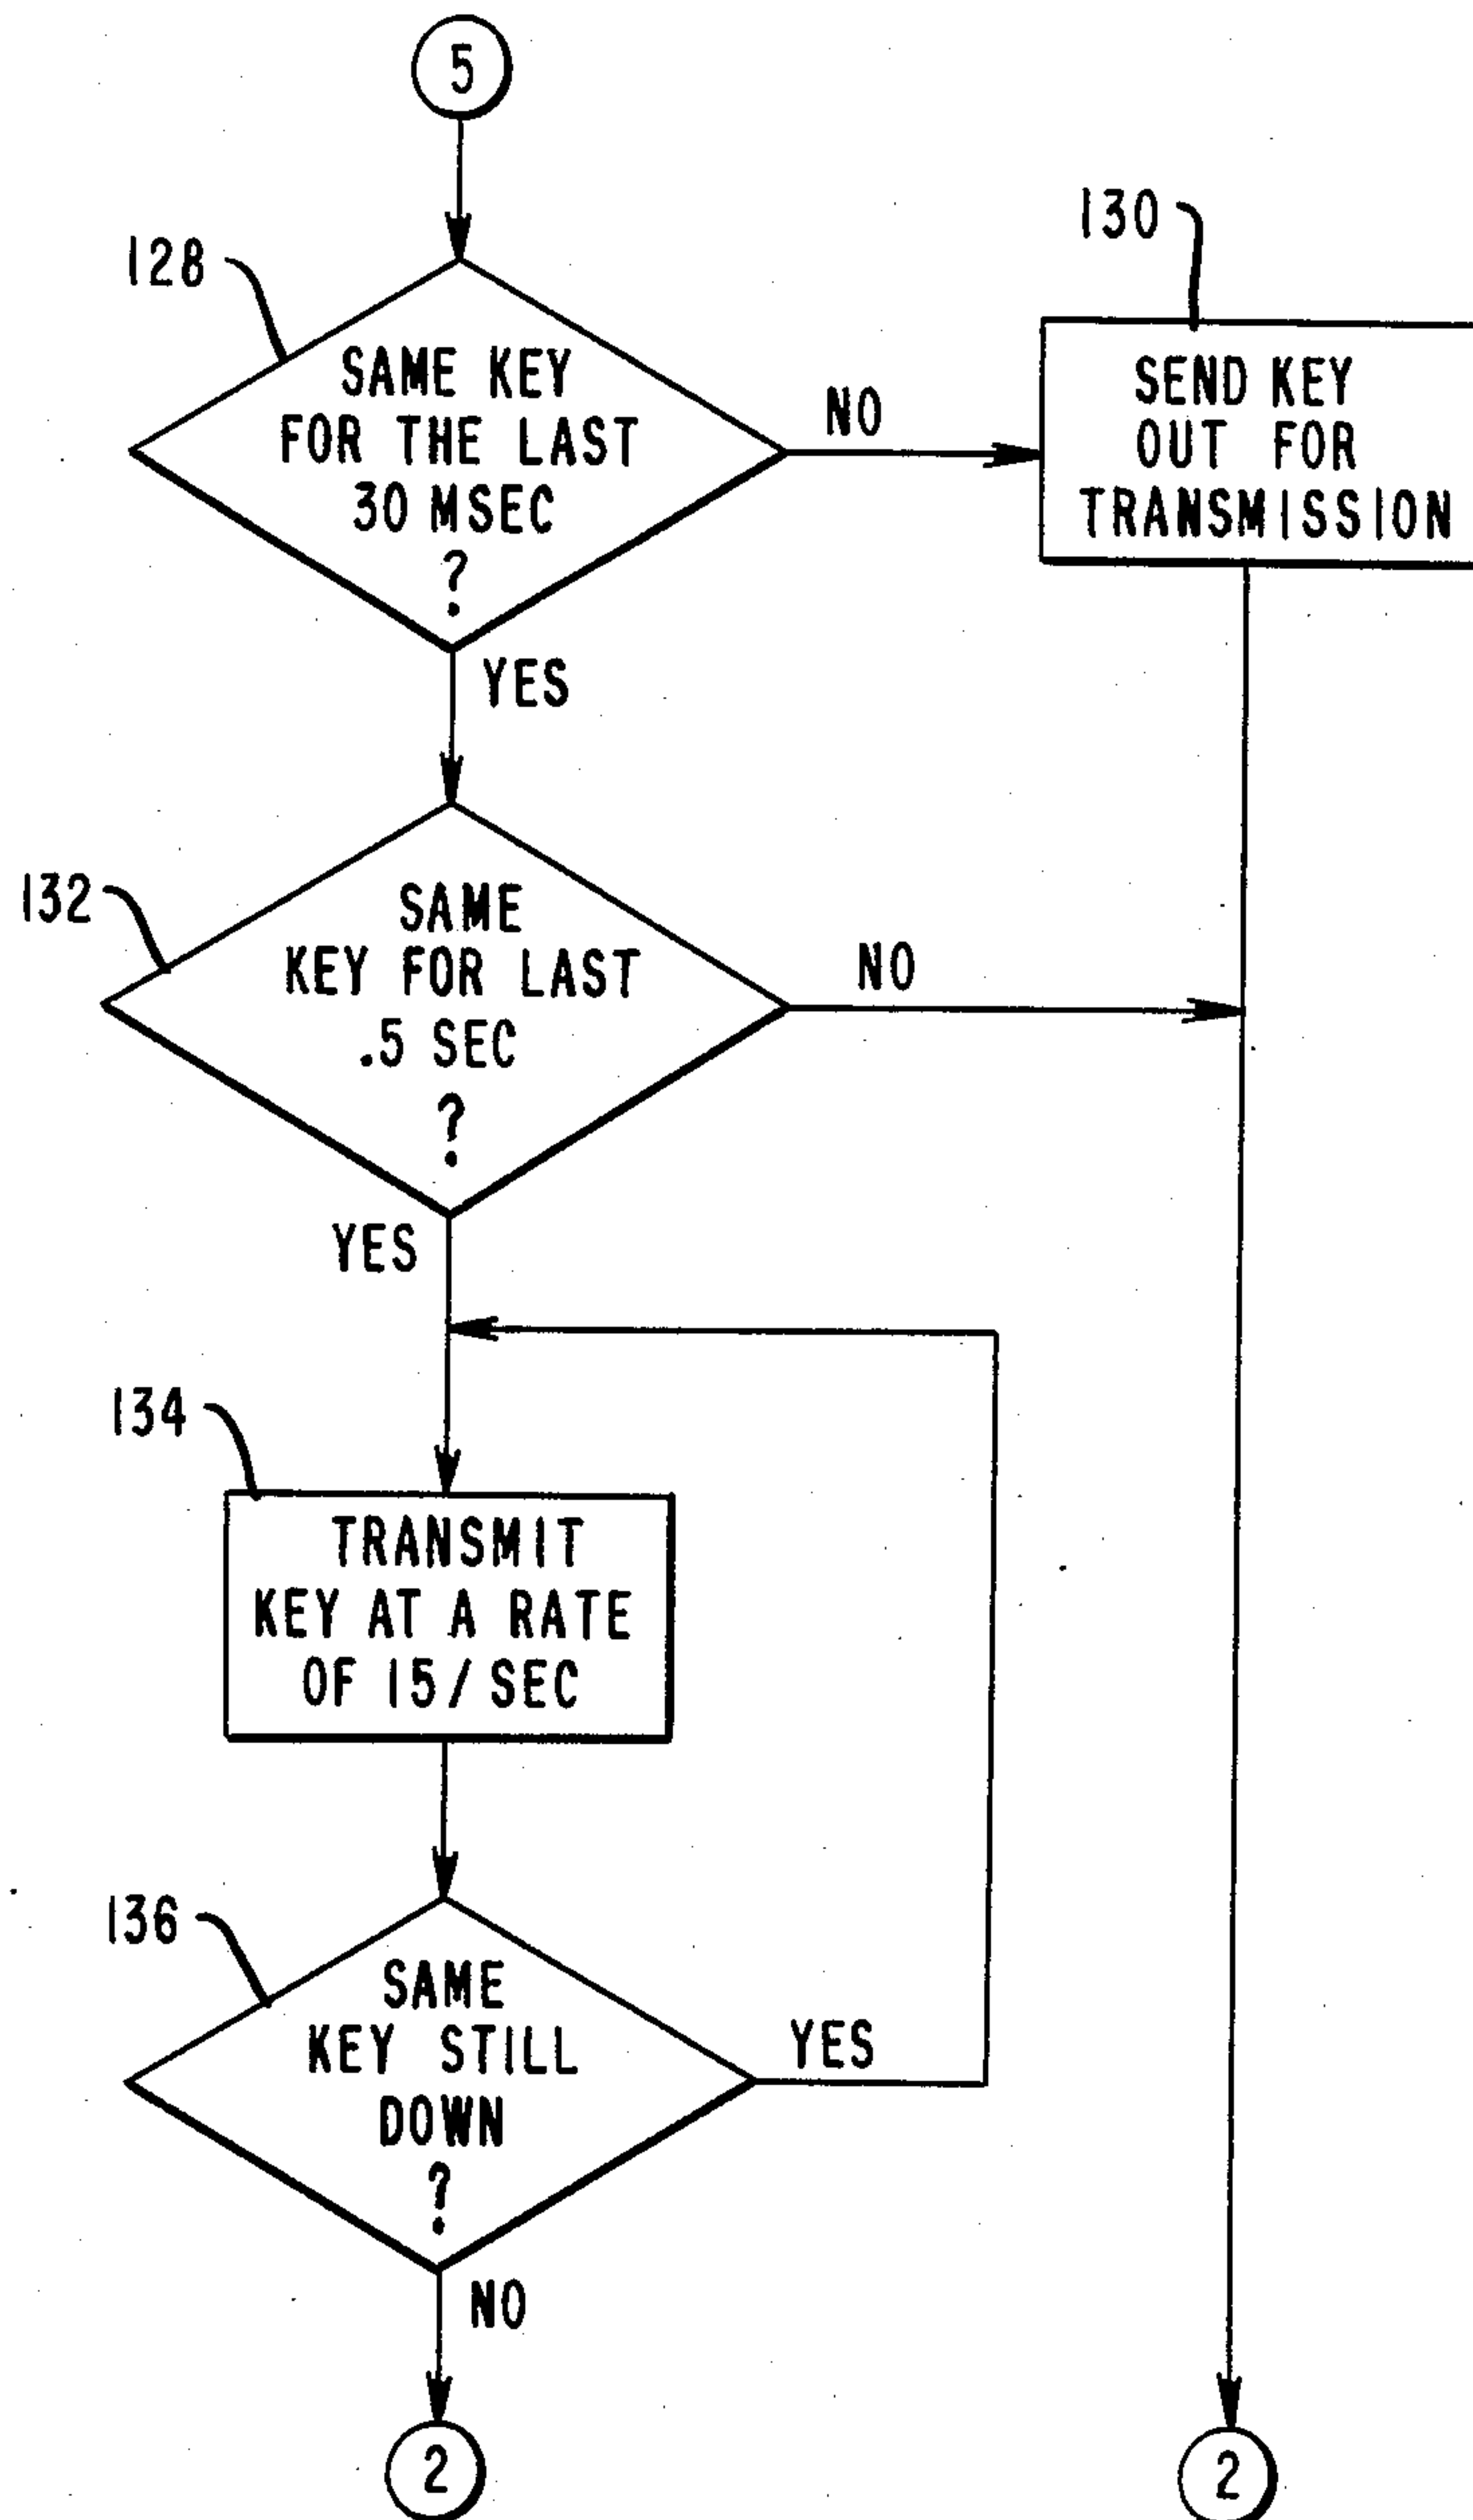 5
128
SAME KEY
FOR THE LAST
30 MSEC
?
NO
130
SEND KEY
OUT FOR
TRANSMISSION
YES
132
SAME
KEY FOR LAST
.5 SEC
?
NO
YES
134
TRANSMIT
KEY AT A RATE
OF 15/SEC
136
SAME
KEY STILL
DOWN
?
YES
NO
2
2